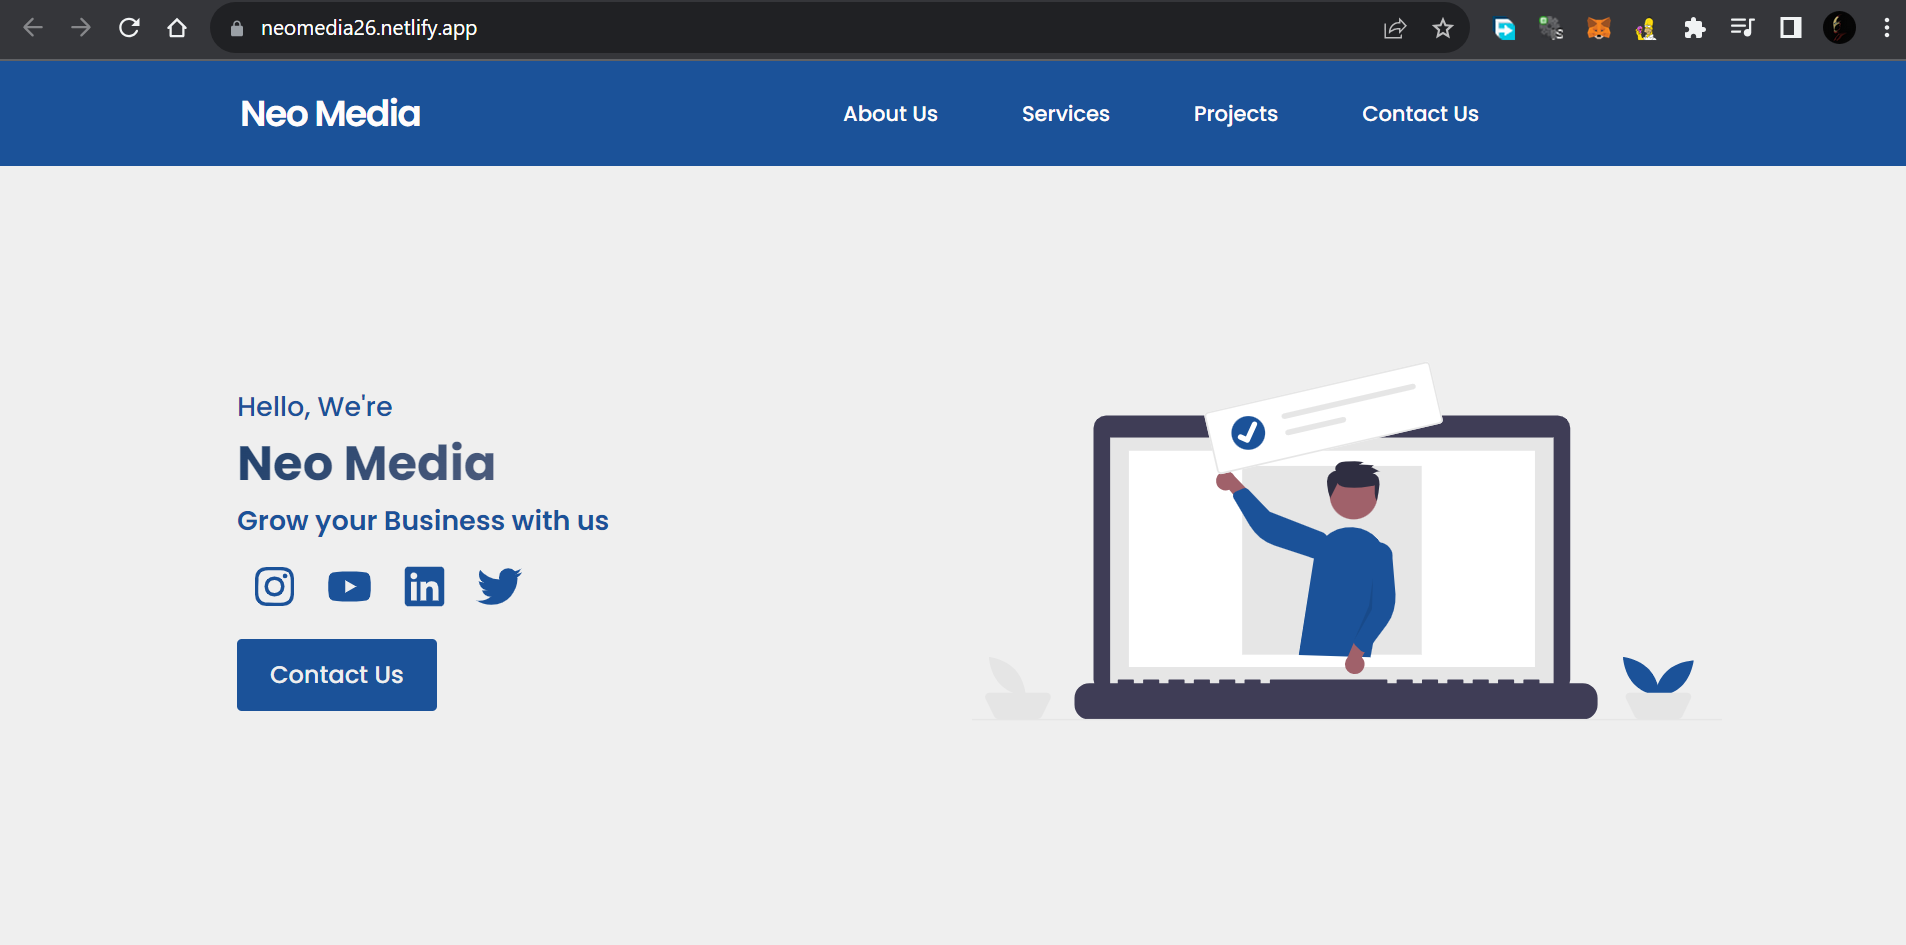 neomedia26.netlify.app
Neo Media
About Us
Services
Projects
Contact Us
Hello, We're
Neo Media
Grow your Business with us
in
Contact Us